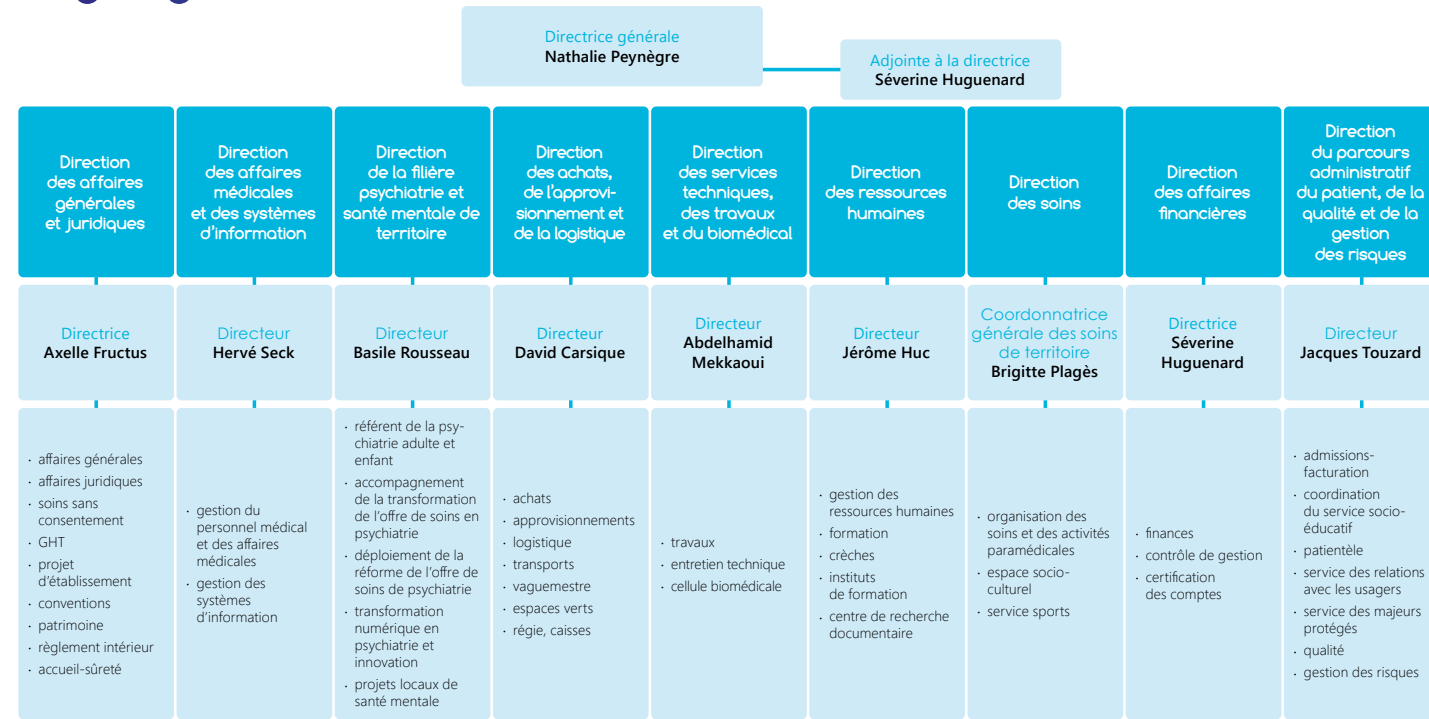 Directrice générale
Nathalie Peynègre
Adjointe à la directrice
Séverine Huguenard
Direction
des affaires
générales
et juridiques
Directrice
Axelle Fructus
· affaires générales
· affaires juridiques
· soins sans
consentement
· GHT
· projet
d'établissement
· conventions
· patrimoine
· règlement intérieur
· accueil-sûreté
Direction
des affaires
médicales
et des systèmes
d'information
Directeur
Hervé Seck
· gestion du
personnel médical
et des affaires
médicales
· gestion des
systèmes
d'information
Direction
de la filière
psychiatrie et
santé mentale de
territoire
Directeur
Basile Rousseau
· référent de la psy-
chiatrie adulte et
enfant
· accompagnement
de la transformation
de l'offre de soins en
psychiatrie
· déploiement de la
réforme de l'offre de
soins de psychiatrie
· transformation
numérique en
psychiatrie et
innovation
· projets locaux de
santé mentale
Direction
des achats,
de l'approvi-
sionnement et
de la logistique
Directeur
David Carsique
· achats
· approvisionnements
· logistique
· transports
· vaguemestre
· espaces verts
· régie, caisses
Direction
des services
techniques,
des travaux
et du biomédical
Directeur
Abdelhamid
Mekkaoui
· travaux
· entretien technique
· cellule biomédicale
Direction
des ressources
humaines
Directeur
Jérôme Huc
· gestion des
ressources humaines
· formation
· crèches
· instituts
de formation
· centre de recherche
documentaire
Direction
des soins
Coordonnatrice
générale des soins
de territoire
Brigitte Plagès
· organisation des
soins et des activités
paramédicales
· espace socio-
culturel
· service sports
Direction
des affaires
financières
Directrice
Séverine
Huguenard
· finances
· contrôle de gestion
· certification
des comptes
Direction
du parcours
administratif
du patient, de la
qualité et de la
gestion
des risques
Directeur
Jacques Touzard
· admissions-
facturation
· coordination
du service socio-
éducatif
· patientèle
· service des relations
avec les usagers
· service des majeurs
protégés
· qualité
· gestion des risques